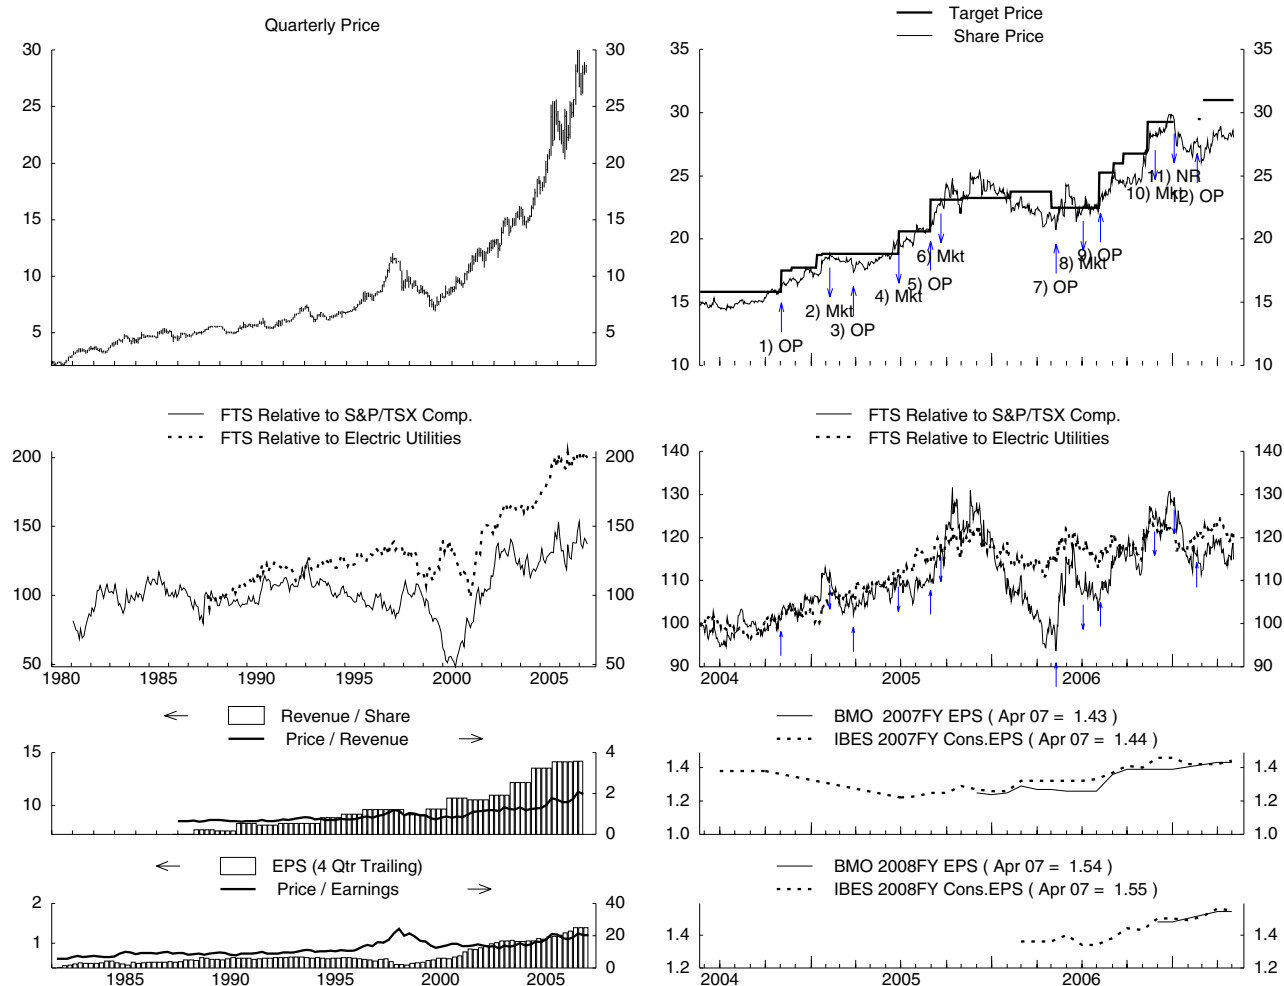 Quarterly Price
30 30
25 25
20 20
15 15
10 10
5 5
Target Price
Share Price
35 35
30 30
25 25
20 20
15 15
10 10
1) OP
2) Mkt
3) OP
4) Mkt
5) OP
6) Mkt
7) OP
8) Mkt
9) OP
10) Mkt
11) NR
12) OP
FTS Relative to S&P/TSX Comp.
FTS Relative to Electric Utilities
200 200
150 150
100 100
50 50
1980 1985 1990 1995 2000 2005
FTS Relative to S&P/TSX Comp.
FTS Relative to Electric Utilities
140 140
130 130
120 120
110 110
100 100
90 90
2004 2005 2006
Revenue / Share
Price / Revenue
15 4
10 2
0
BMO 2007FY EPS ( Apr 07 = 1.43 )
IBES 2007FY Cons.EPS ( Apr 07 = 1.44 )
1.4 1.4
1.2 1.2
1.0 1.0
EPS (4 Qtr Trailing)
Price / Earnings
2 40
1 20
0 0
1985 1990 1995 2000 2005
BMO 2008FY EPS ( Apr 07 = 1.54 )
IBES 2008FY Cons.EPS ( Apr 07 = 1.55 )
1.4 1.4
1.2 1.2
2004 2005 2006